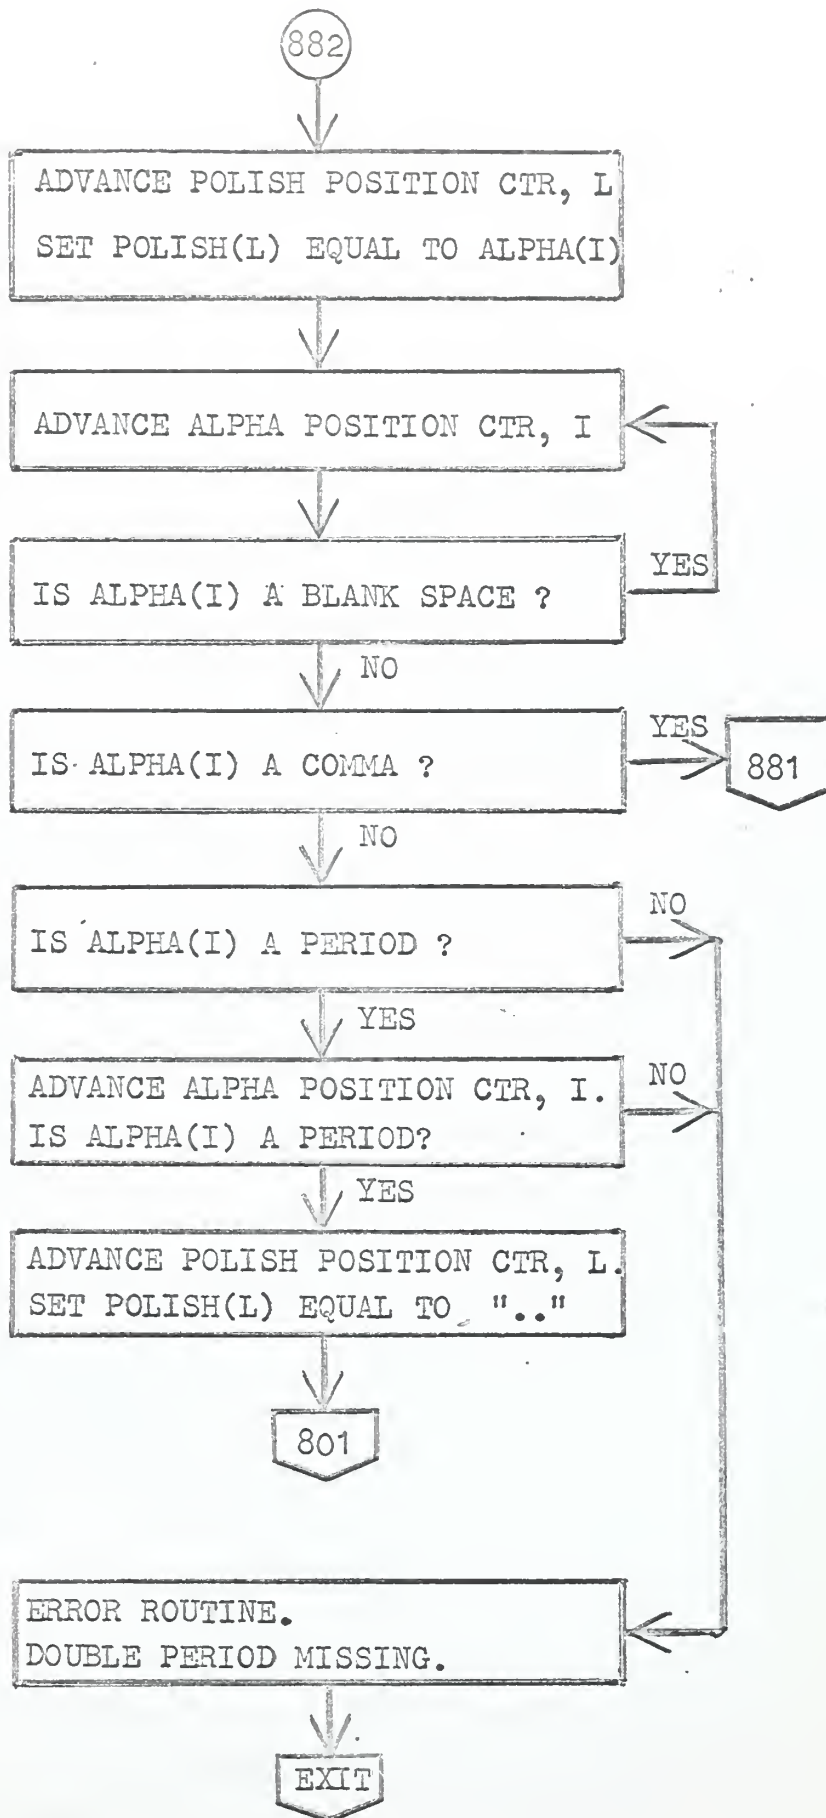 882
ADVANCE POLISH POSITION CTR, L
SET POLISH(L) EQUAL TO ALPHA(I)
ADVANCE ALPHA POSITION CTR, I
IS ALPHA(I) A BLANK SPACE ?
YES
NO
IS ALPHA(I) A COMMA ?
YES
881
NO
IS ALPHA(I) A PERIOD ?
NO
YES
ADVANCE ALPHA POSITION CTR, I.
IS ALPHA(I) A PERIOD?
NO
YES
ADVANCE POLISH POSITION CTR, L.
SET POLISH(L) EQUAL TO ".."
801
ERROR ROUTINE.
DOUBLE PERIOD MISSING.
EXIT